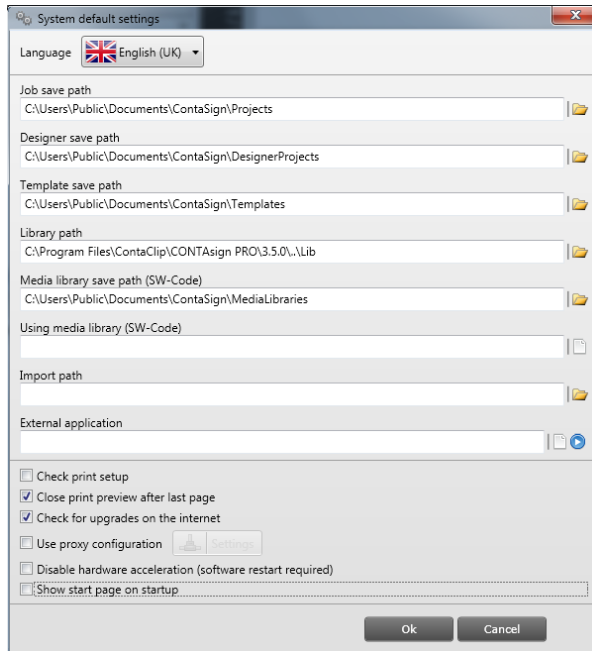 System default settings
Language English (UK)
Job save path
C:\Users\Public\Documents\ContaSign\Projects
Designer save path
C:\Users\Public\Documents\ContaSign\DesignerProjects
Template save path
C:\Users\Public\Documents\ContaSign\Templates
Library path
C:\Program Files\ContaClip\CONTAsign PRO\3.5.0\..\Lib
Media library save path (SW-Code)
C:\Users\Public\Documents\ContaSign\MediaLibraries
Using media library (SW-Code)
Import path
External application
Check print setup
Close print preview after last page
Check for upgrades on the internet
Use proxy configuration Settings
Disable hardware acceleration (software restart required)
Show start page on startup
Ok Cancel